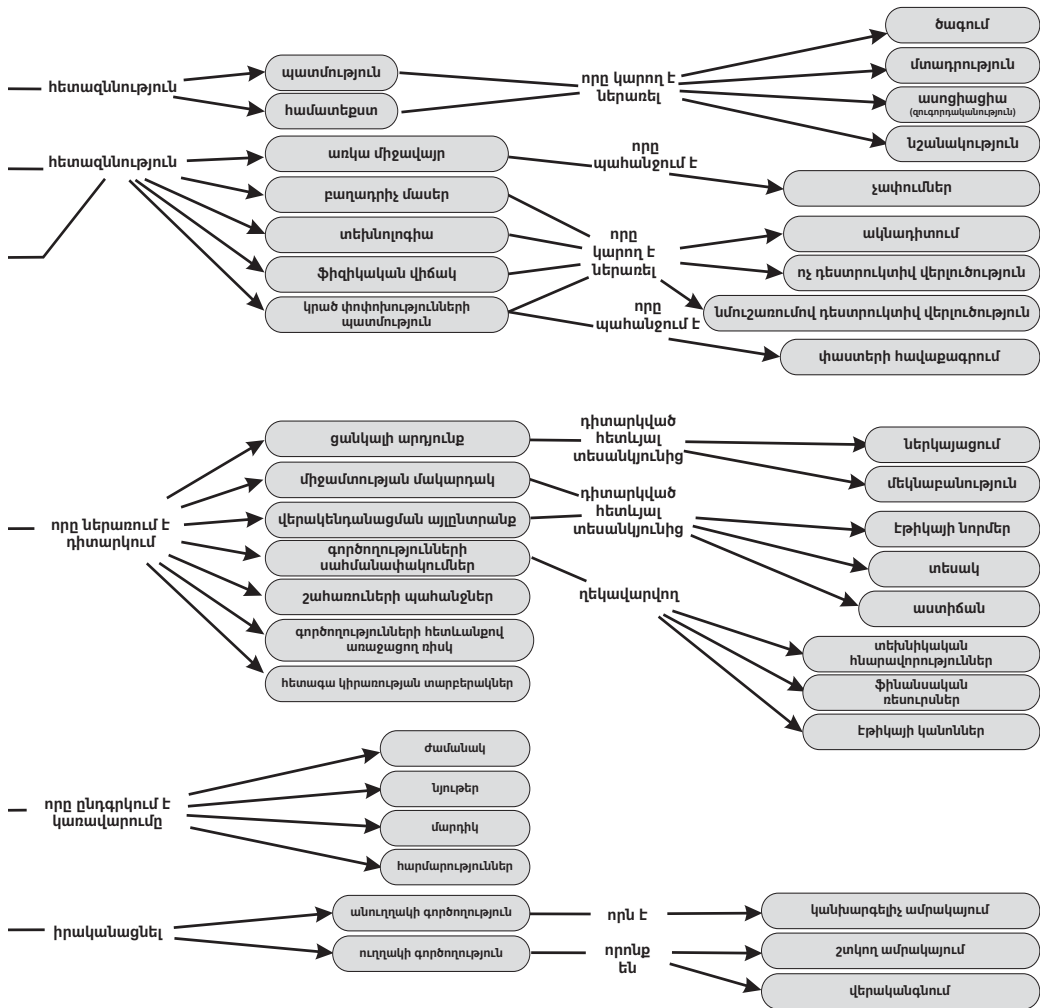 ծագում
հետազննություն
պատմություն
որը կարող է
ներառել
մտադրություն
համատեքստ
ասոցիացիա
(զուգորդականություն)
նշանակություն
հետազննություն
առկա միջավայր
որը
պահանջում է
չափումներ
բաղադրիչ մասեր
տեխնոլոգիա
որը
կարող է
ներառել
ակնադիտում
ֆիզիկական վիճակ
ոչ դեստրուկտիվ վերլուծություն
կրած փոփոխությունների
պատմություն
որը
պահանջում է
նմուշառումով դեստրուկտիվ վերլուծություն
փաստերի հավաքագրում
որը ներառում է
դիտարկում
ցանկալի արդյունք
դիտարկված
հետևյալ
տեսանկյունից
ներկայացում
մեկնաբանություն
միջամտության մակարդակ
վերակենդանացման այլընտրանք
դիտարկված
հետևյալ
տեսանկյունից
էթիկայի նորմեր
տեսակ
աստիճան
գործողությունների
սահմանափակումներ
ղեկավարվող
տեխնիկական
հնարավորություններ
ֆինանսական
ռեսուրսներ
էթիկայի կանոններ
շահառուների պահանջներ
գործողությունների հետևանքով
առաջացող ռիսկ
հետագա կիրառության տարբերակներ
որը ընդգրկում է
կառավարումը
ժամանակ
նյութեր
մարդիկ
հարմարություններ
իրականացնել
անուղղակի գործողություն
որն է
կանխարգելիչ ամրակայում
ուղղակի գործողություն
որոնք
են
շտկող ամրակայում
վերականգնում